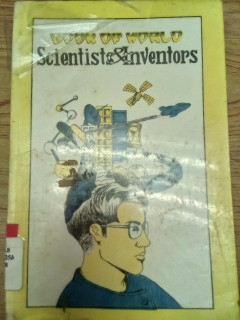 BOOK OF WORLD
Scientists & Inventors